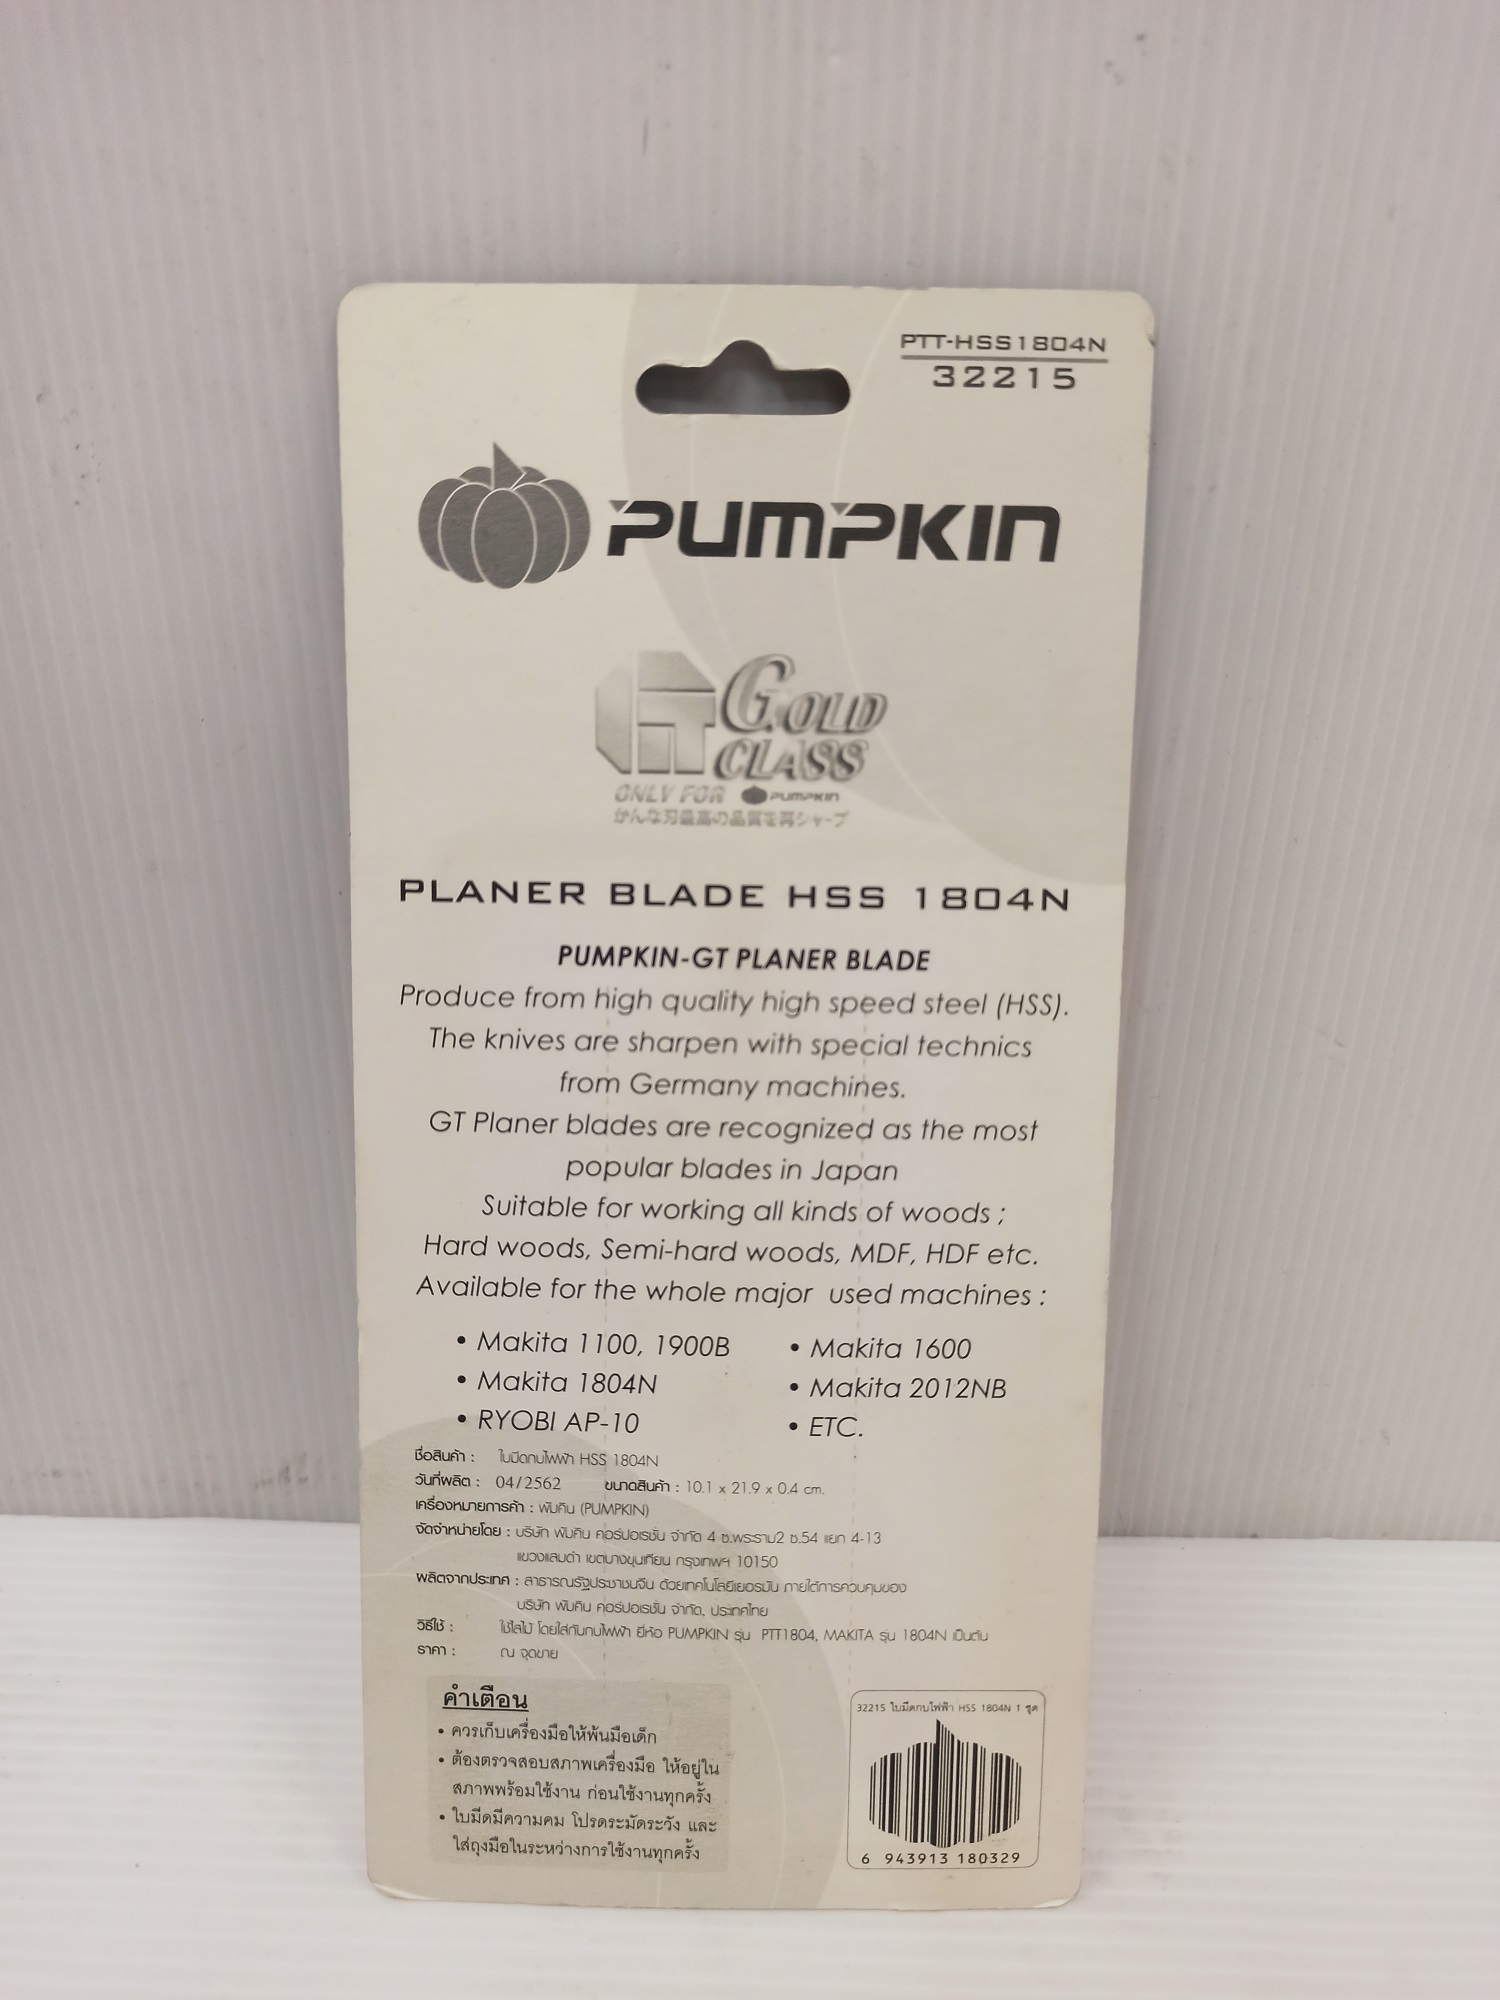 PTT-HSS1804N
32215
PUMPKIN
GT GOLD
CLASS
ONLY FOR PUMPKIN
かんな刃最高の品質を再シャープ
PLANER BLADE HSS 1804N
PUMPKIN-GT PLANER BLADE
Produce from high quality high speed steel (HSS).
The knives are sharpen with special technics
from Germany machines.
GT Planer blades are recognized as the most
popular blades in Japan
Suitable for working all kinds of woods ;
Hard woods, Semi-hard woods, MDF, HDF etc.
Available for the whole major used machines :
• Makita 1100, 1900B
• Makita 1600
• Makita 1804N
• Makita 2012NB
• RYOBI AP-10
• ETC.
ชื่อสินค้า : ใบมีดกบไฟฟ้า HSS 1804N
วันที่ผลิต : 04/2562 ขนาดสินค้า : 10.1 x 21.9 x 0.4 cm.
เครื่องหมายการค้า : พัมคิน (PUMPKIN)
จัดจำหน่ายโดย : บริษัท พัมคิน คอร์ปอเรชั่น จำกัด 4 ซ.พระราม2 ซ.54 แยก 4-13
แขวงแสมดำ เขตบางขุนเทียน กรุงเทพฯ 10150
ผลิตจากประเทศ : สาธารณรัฐประชาชนจีน ด้วยเทคโนโลยีเยอรมัน ภายใต้การควบคุมของ
บริษัท พัมคิน คอร์ปอเรชั่น จำกัด, ประเทศไทย
วิธีใช้ : ใช้ไสไม้ โดยใส่กับกบไฟฟ้า ยี่ห้อ PUMPKIN รุ่น PTT1804, MAKITA รุ่น 1804N เป็นต้น
ราคา : ณ จุดขาย
คำเตือน
• ควรเก็บเครื่องมือให้พ้นมือเด็ก
• ต้องตรวจสอบสภาพเครื่องมือ ให้อยู่ใน
สภาพพร้อมใช้งาน ก่อนใช้งานทุกครั้ง
• ใบมีดมีความคม โปรดระมัดระวัง และ
ใส่ถุงมือในระหว่างการใช้งานทุกครั้ง
32215 ใบมีดกบไฟฟ้า HSS 1804N 1 ชุด
6 943913 180329